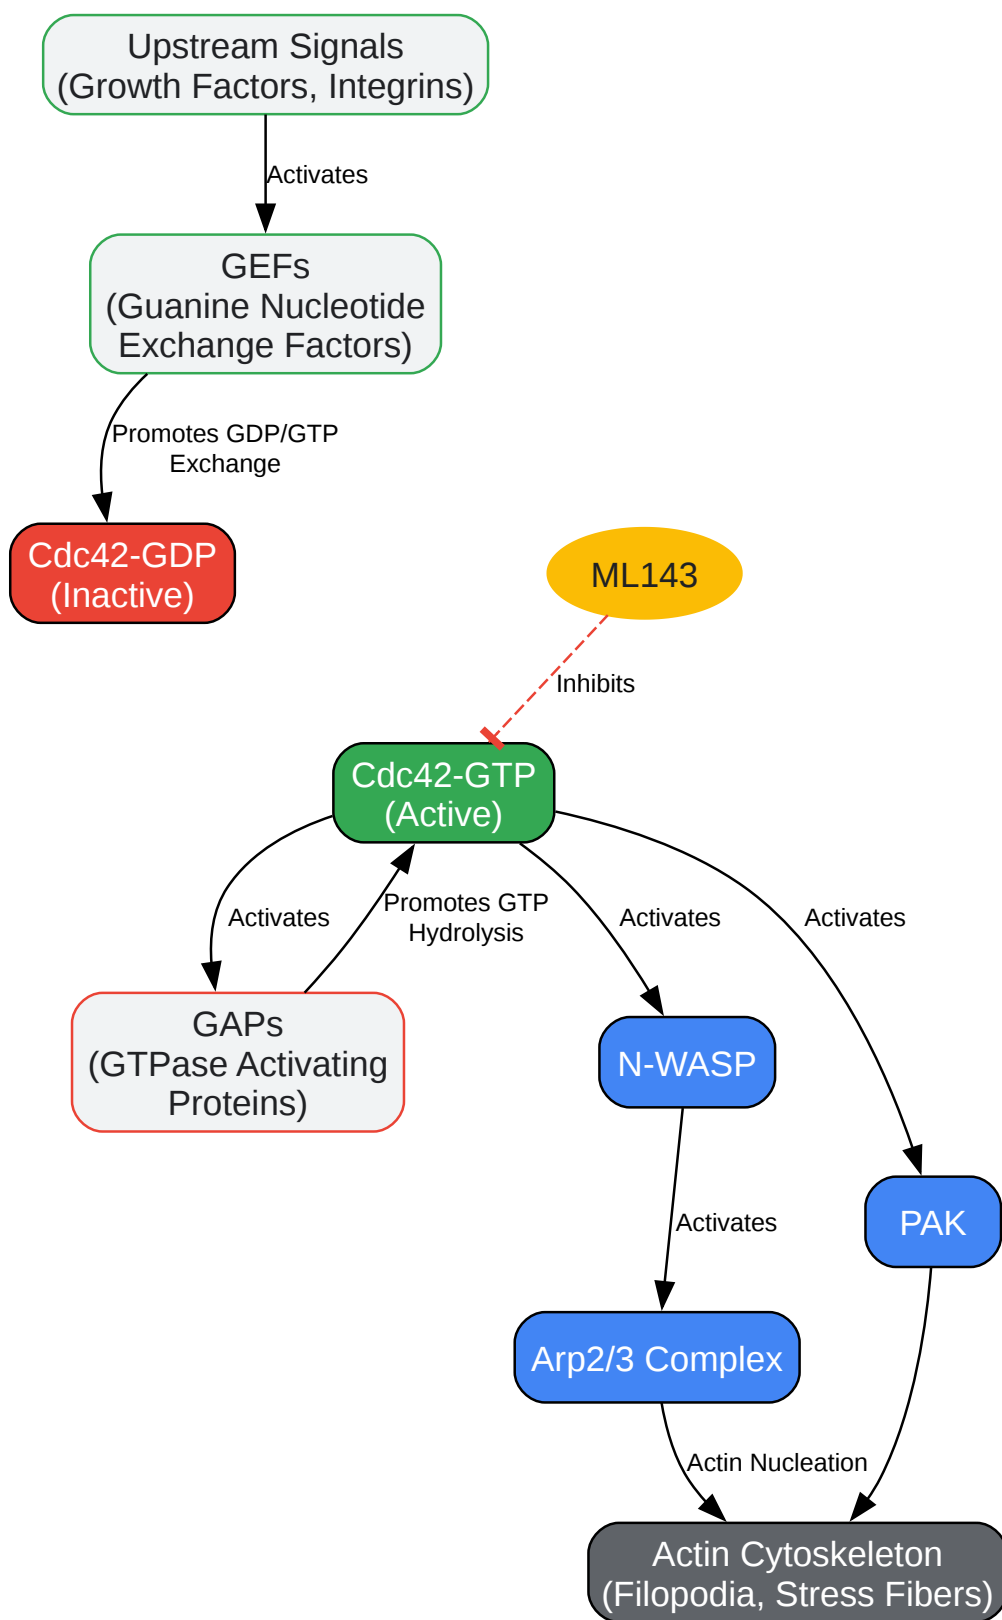 Upstream Signals
(Growth Factors, Integrins)
Activates
GEFs
(Guanine Nucleotide
Exchange Factors)
Promotes GDP/GTP
Exchange
Cdc42-GDP
(Inactive)
ML143
Inhibits
Cdc42-GTP
(Active)
Activates
Promotes GTP
Hydrolysis
Activates
Activates
GAPs
(GTPase Activating
Proteins)
N-WASP
Activates
PAK
Arp2/3 Complex
Actin Nucleation
Actin Cytoskeleton
(Filopodia, Stress Fibers)